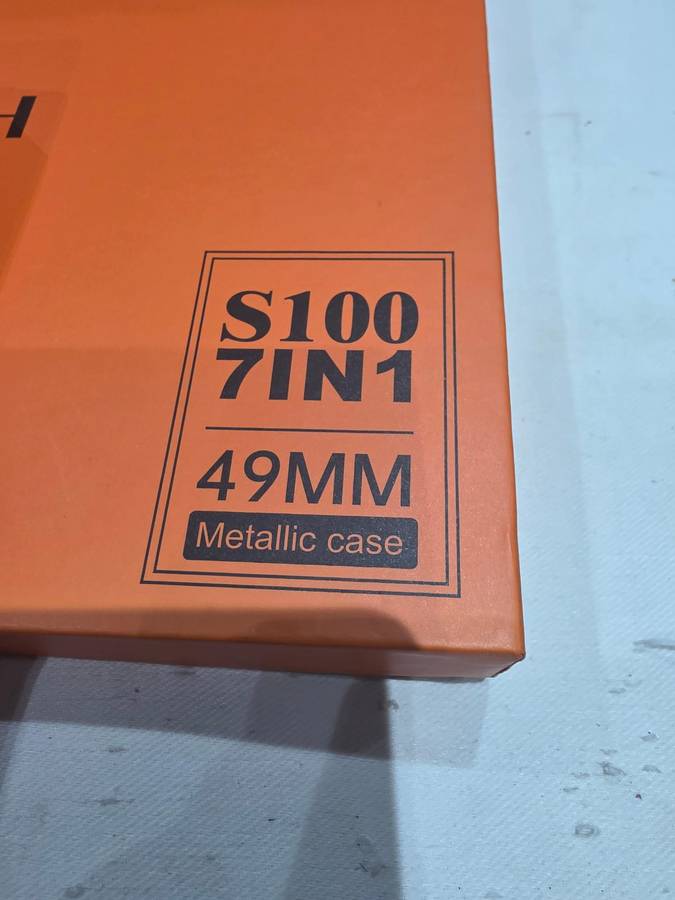 H
S100
7IN1
49MM
Metallic case